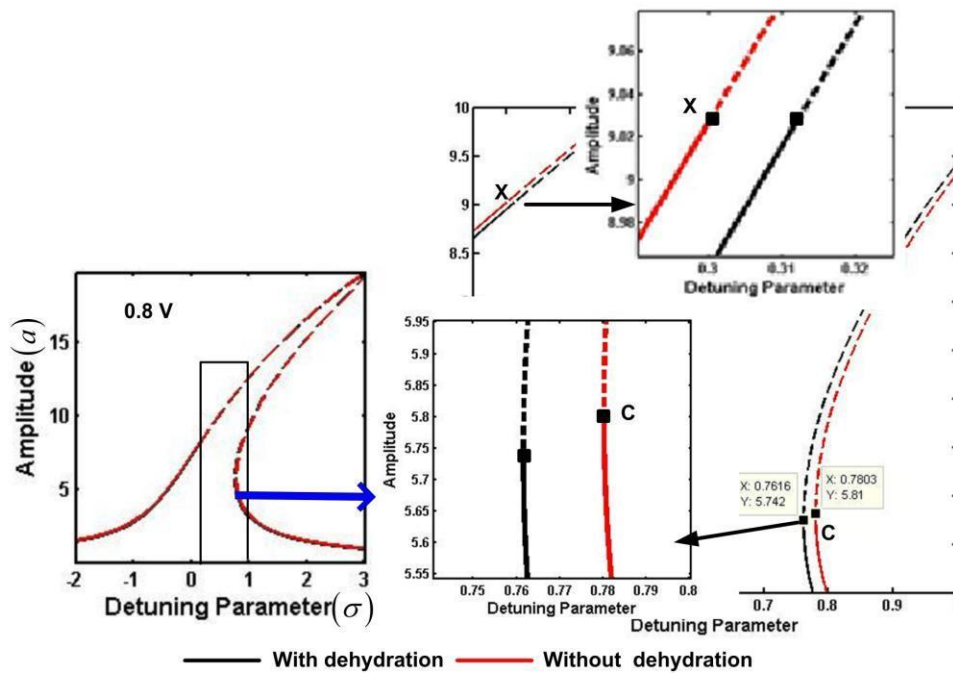 9.06
9.04
9.02
9
8.98
X
Amplitude
0.3 0.31 0.32
Detuning Parameter
10
9.5
9
8.5
X
0.8 V
Amplitude(a)
15
10
5
-2 -1 0 1 2 3
Detuning Parameter(σ)
5.95
5.9
5.85
5.8
5.75
5.7
5.65
5.6
5.55
Amplitude
C
0.75 0.76 0.77 0.78 0.79 0.8
Detuning Parameter
X: 0.7616
Y: 5.742
X: 0.7803
Y: 5.81
C
0.7 0.8 0.9
Detuning Parameter
With dehydration Without dehydration